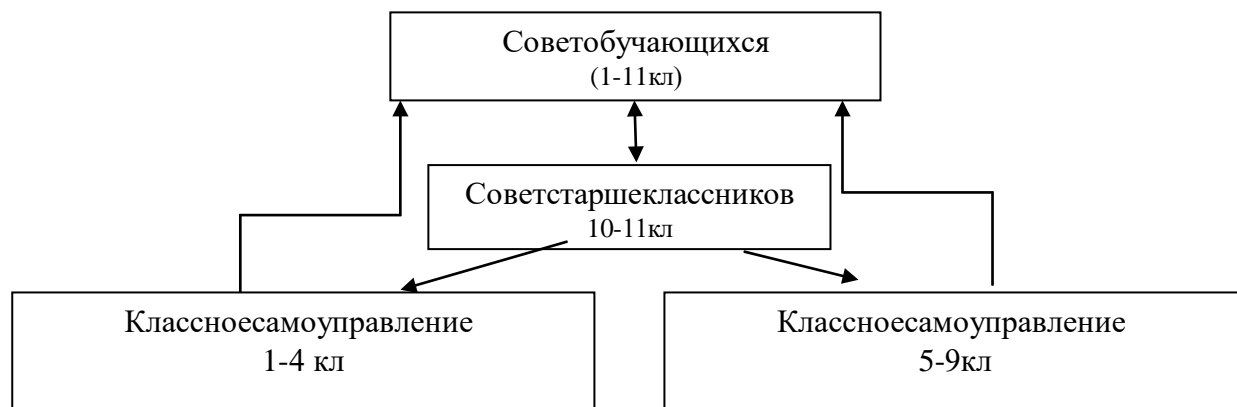 Советобучающихся
(1-11кл)
Советстаршеклассников
10-11кл
Классноесамоуправление
1-4 кл
Классноесамоуправление
5-9кл